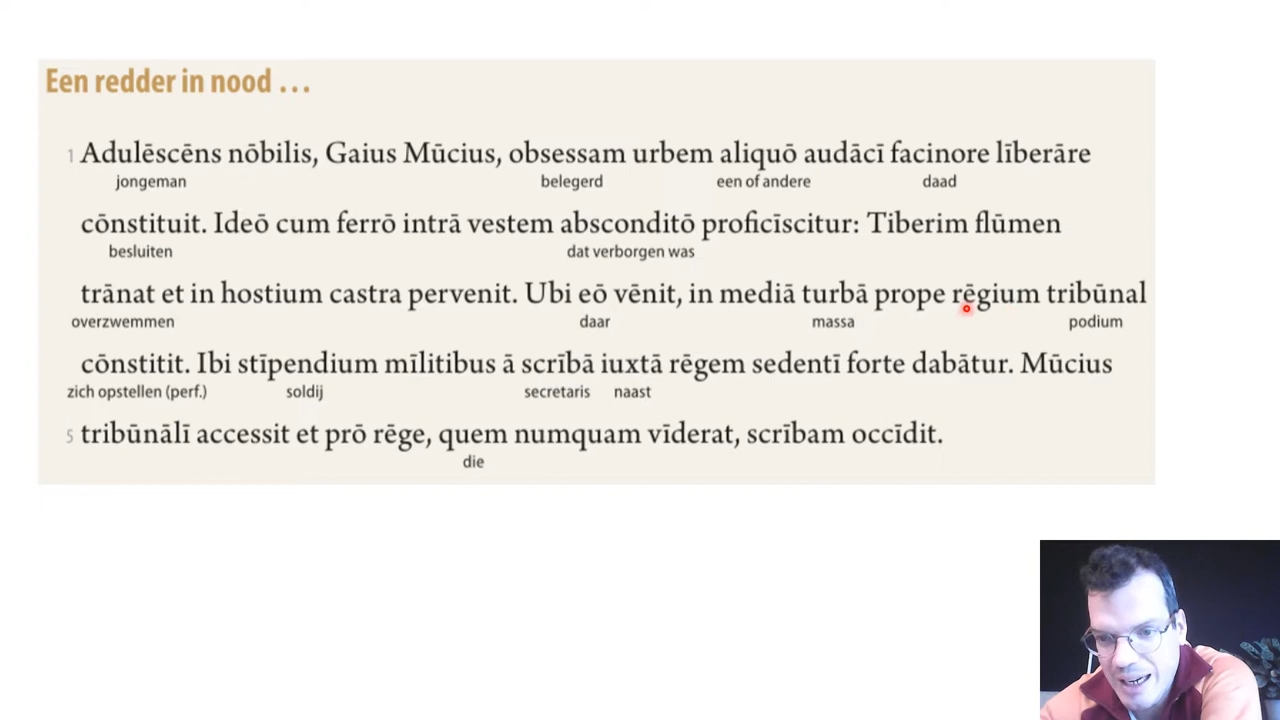 Een redder in nood …
1 Adulēscēns nōbilis, Gaius Mūcius, obsessam urbem aliquō audācī facinore līberāre
jongeman belegerd een of andere daad
cōnstituit. Ideō cum ferrō intrā vestem absconditō proficīscitur: Tiberim flūmen
besluiten dat verborgen was
trānat et in hostium castra pervenit. Ubi eō vēnit, in mediā turbā prope rēgium tribūnal
overzwemmen daar massa podium
cōnstitit. Ibi stīpendium mīlitibus ā scrībā iuxtā rēgem sedentī forte dabātur. Mūcius
zich opstellen (perf.) soldij secretaris naast
5 tribūnālī accessit et prō rēge, quem numquam vīderat, scrībam occīdit.
die